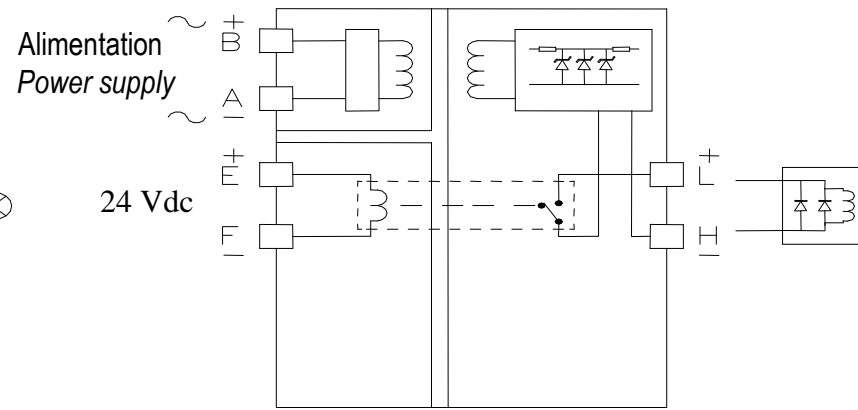 ~ +
B
Alimentation
Power supply
A
~ −
+
E
24 Vdc
F
−
+
L
H
−